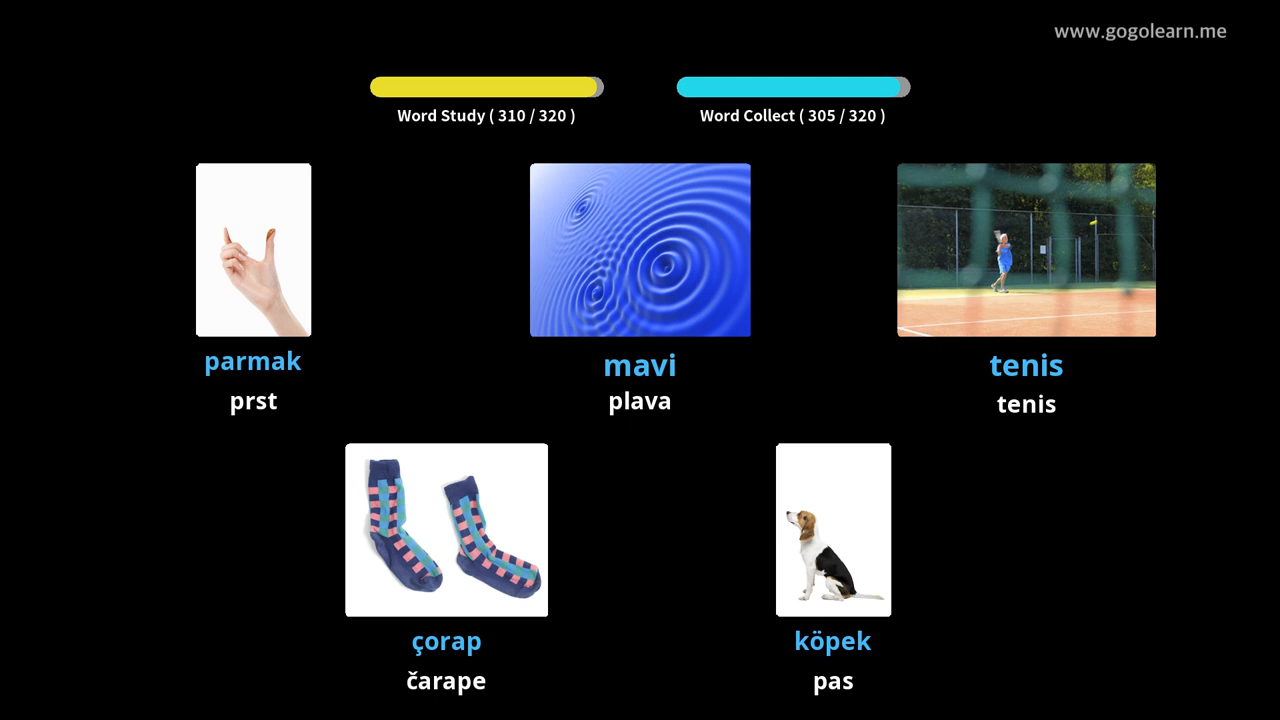 www.gogolearn.me
Word Study ( 310 / 320 )
Word Collect ( 305 / 320 )
parmak
prst
mavi
plava
tenis
tenis
çorap
čarape
köpek
pas